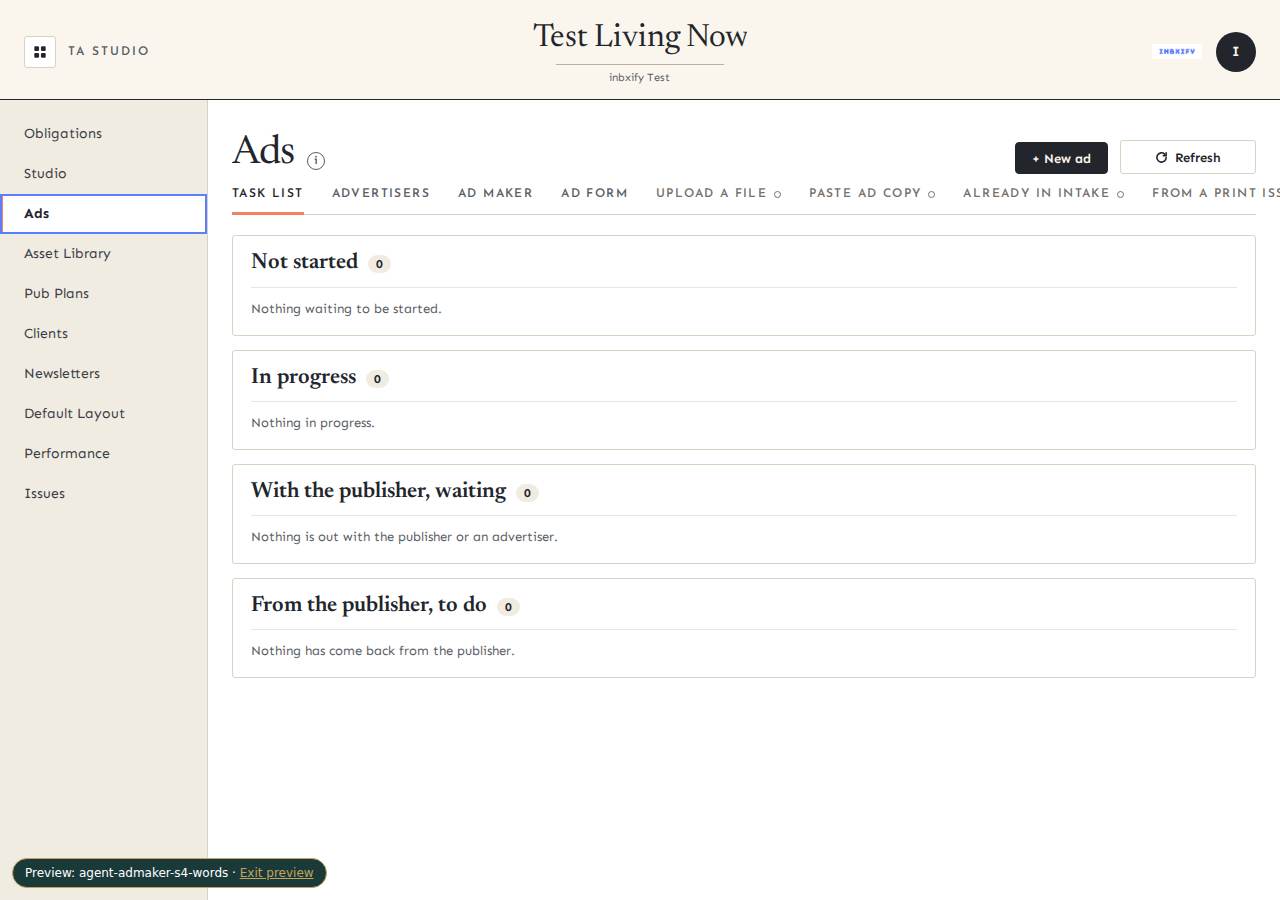 TA STUDIO
Test Living Now
inbxify Test
INBXIFY
I
Obligations
Studio
Ads
Asset Library
Pub Plans
Clients
Newsletters
Default Layout
Performance
Issues
Ads
i
+ New ad
Refresh
TASK LIST ADVERTISERS AD MAKER AD FORM UPLOAD A FILE PASTE AD COPY ALREADY IN INTAKE FROM A PRINT ISS
Not started 0
Nothing waiting to be started.
In progress 0
Nothing in progress.
With the publisher, waiting 0
Nothing is out with the publisher or an advertiser.
From the publisher, to do 0
Nothing has come back from the publisher.
Preview: agent-admaker-s4-words · Exit preview